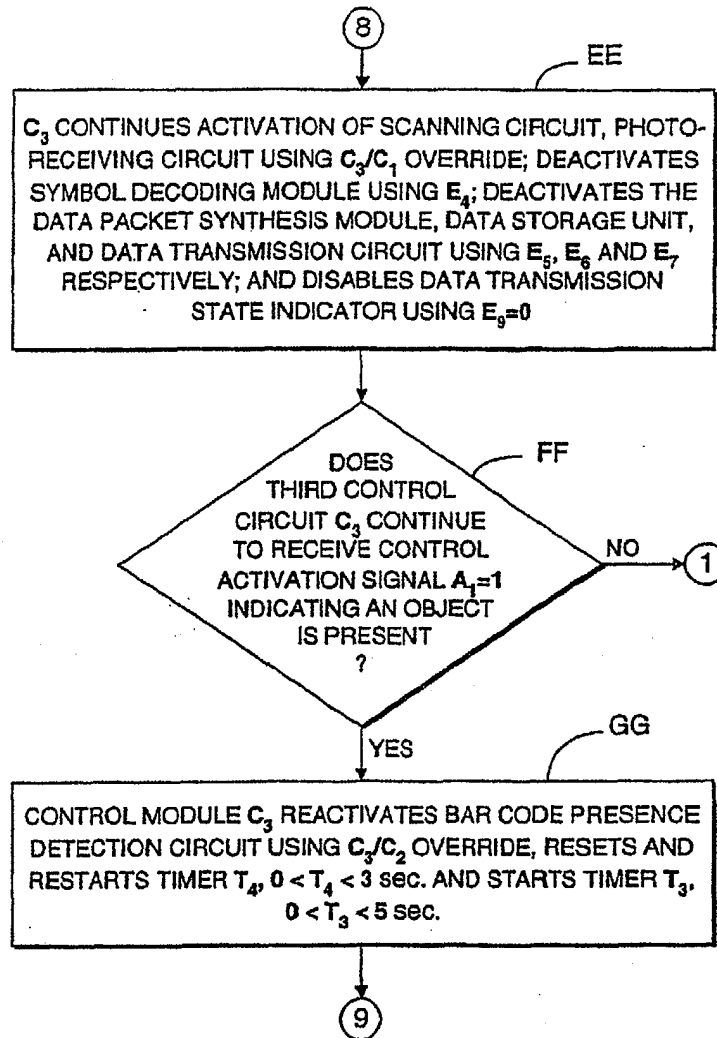 8
EE
C₃ CONTINUES ACTIVATION OF SCANNING CIRCUIT, PHOTO-
RECEIVING CIRCUIT USING C₃/C₁ OVERRIDE; DEACTIVATES
SYMBOL DECODING MODULE USING E₄; DEACTIVATES THE
DATA PACKET SYNTHESIS MODULE, DATA STORAGE UNIT,
AND DATA TRANSMISSION CIRCUIT USING E₅, E₆ AND E₇
RESPECTIVELY; AND DISABLES DATA TRANSMISSION
STATE INDICATOR USING E₉=0
FF
DOES
THIRD CONTROL
CIRCUIT C₃ CONTINUE
TO RECEIVE CONTROL
ACTIVATION SIGNAL A₁=1
INDICATING AN OBJECT
IS PRESENT
?
NO
1
YES
GG
CONTROL MODULE C₃ REACTIVATES BAR CODE PRESENCE
DETECTION CIRCUIT USING C₃/C₂ OVERRIDE, RESETS AND
RESTARTS TIMER T₄, 0 < T₄ < 3 sec. AND STARTS TIMER T₃,
0 < T₃ < 5 sec.
9